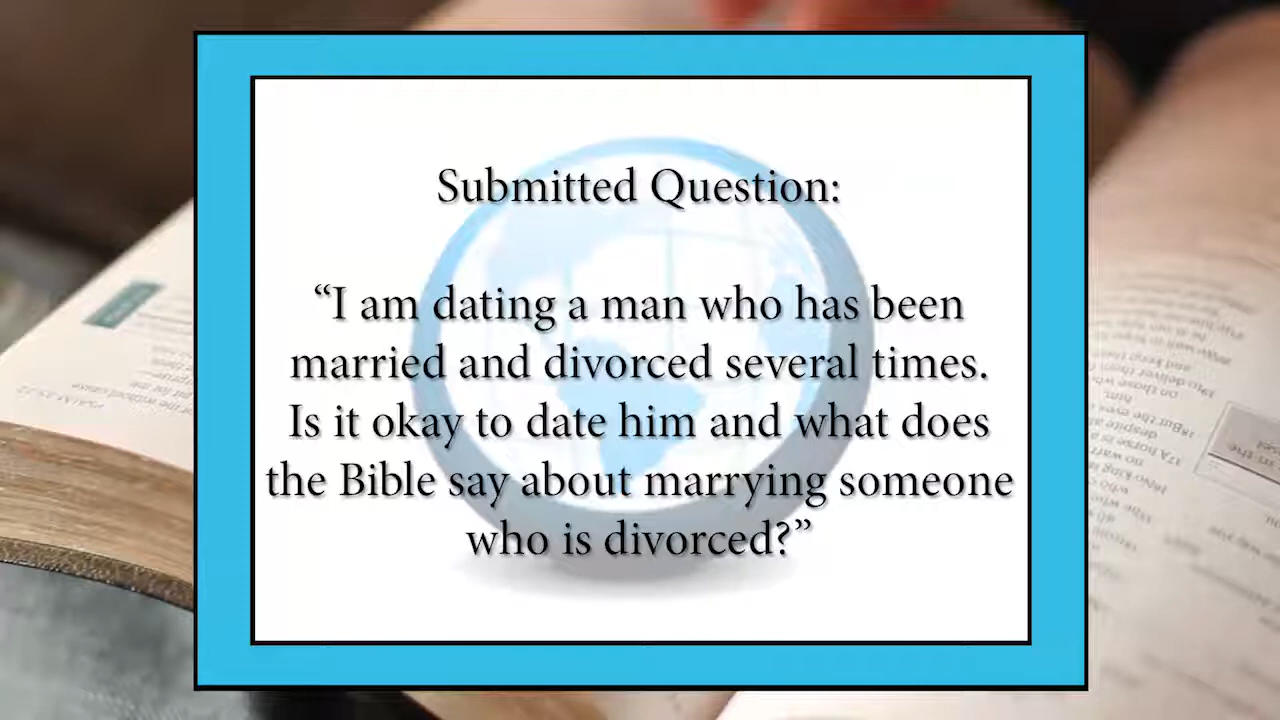 Submitted Question:
“I am dating a man who has been
married and divorced several times.
Is it okay to date him and what does
the Bible say about marrying someone
who is divorced?”